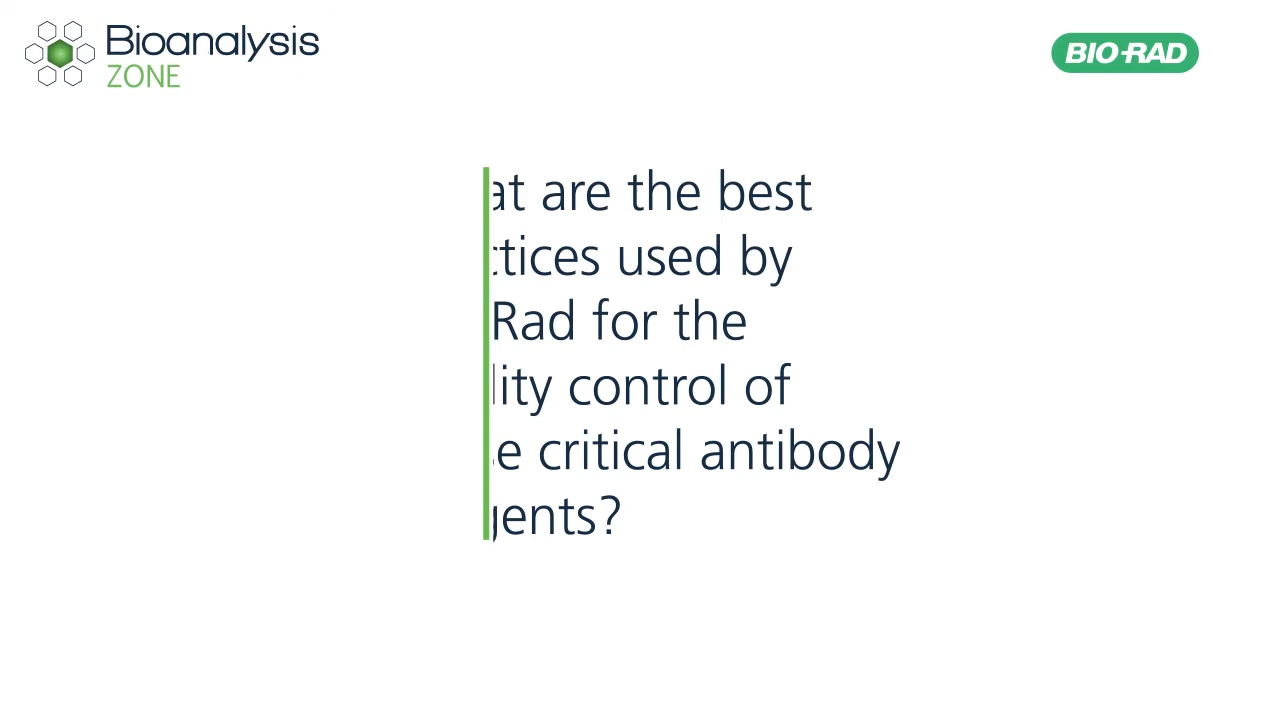 Bioanalysis
ZONE
BIO-RAD
at are the best
tices used by
Rad for the
lity control of
e critical antibody
gents?